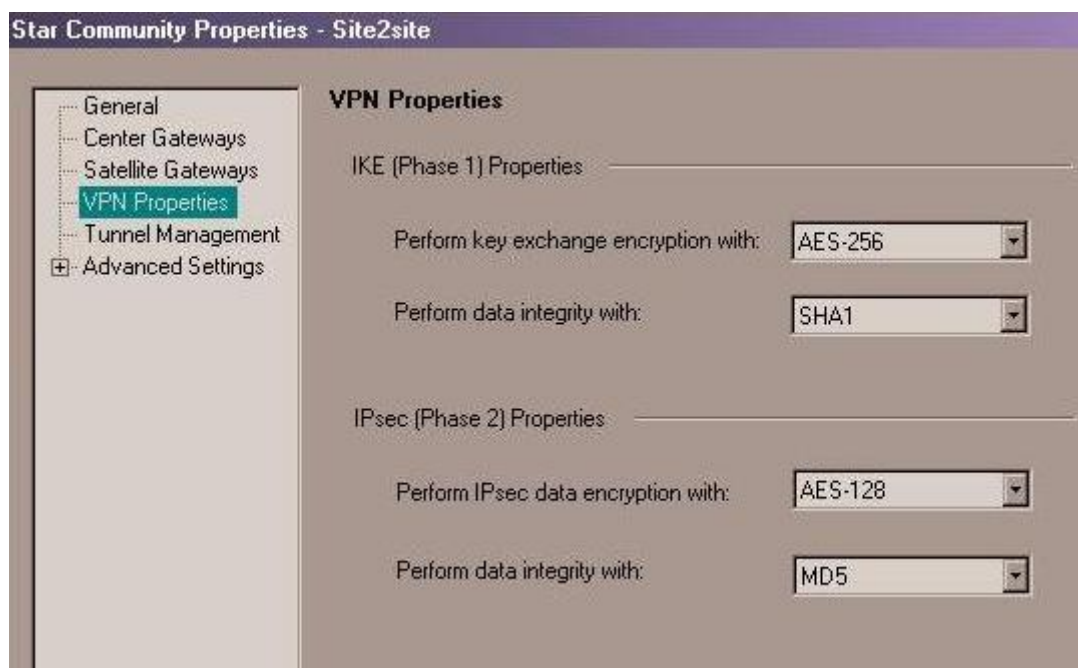 Star Community Properties - Site2site
General
Center Gateways
Satellite Gateways
VPN Properties
Tunnel Management
Advanced Settings
VPN Properties
IKE (Phase 1) Properties
Perform key exchange encryption with: AES-256
Perform data integrity with: SHA1
IPsec (Phase 2) Properties
Perform IPsec data encryption with: AES-128
Perform data integrity with: MD5